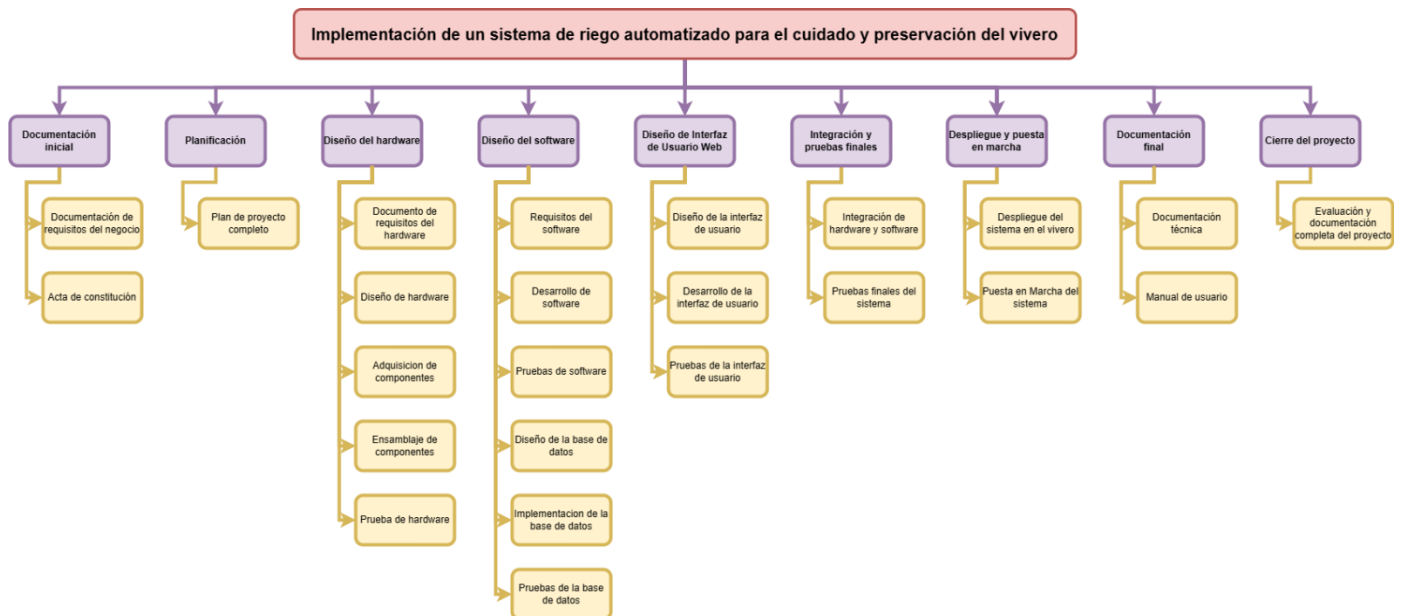 Implementación de un sistema de riego automatizado para el cuidado y preservación del vivero
Documentación
inicial
Planificación
Diseño del hardware
Diseño del software
Diseño de Interfaz
de Usuario Web
Integración y
pruebas finales
Despliegue y puesta
en marcha
Documentación
final
Cierre del proyecto
Documentación de
requisitos del negocio
Acta de constitución
Plan de proyecto
completo
Documento de
requisitos del
hardware
Diseño de hardware
Adquisicion de
componentes
Ensamblaje de
componentes
Prueba de hardware
Requisitos del
software
Desarrollo de
software
Pruebas de software
Diseño de la base de
datos
Implementacion de la
base de datos
Pruebas de la base
de datos
Diseño de la interfaz
de usuario
Desarrollo de la
interfaz de usuario
Pruebas de la interfaz
de usuario
Integración de
hardware y software
Pruebas finales del
sistema
Despliegue del
sistema en el vivero
Puesta en Marcha del
sistema
Documentación
técnica
Manual de usuario
Evaluación y
documentación
completa del proyecto